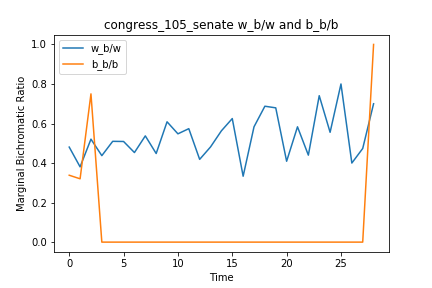 congress_105_senate w_b/w and b_b/b
w_b/w
b_b/b
Marginal Bichromatic Ratio
1.0
0.8
0.6
0.4
0.2
0.0
0 5 10 15 20 25
Time